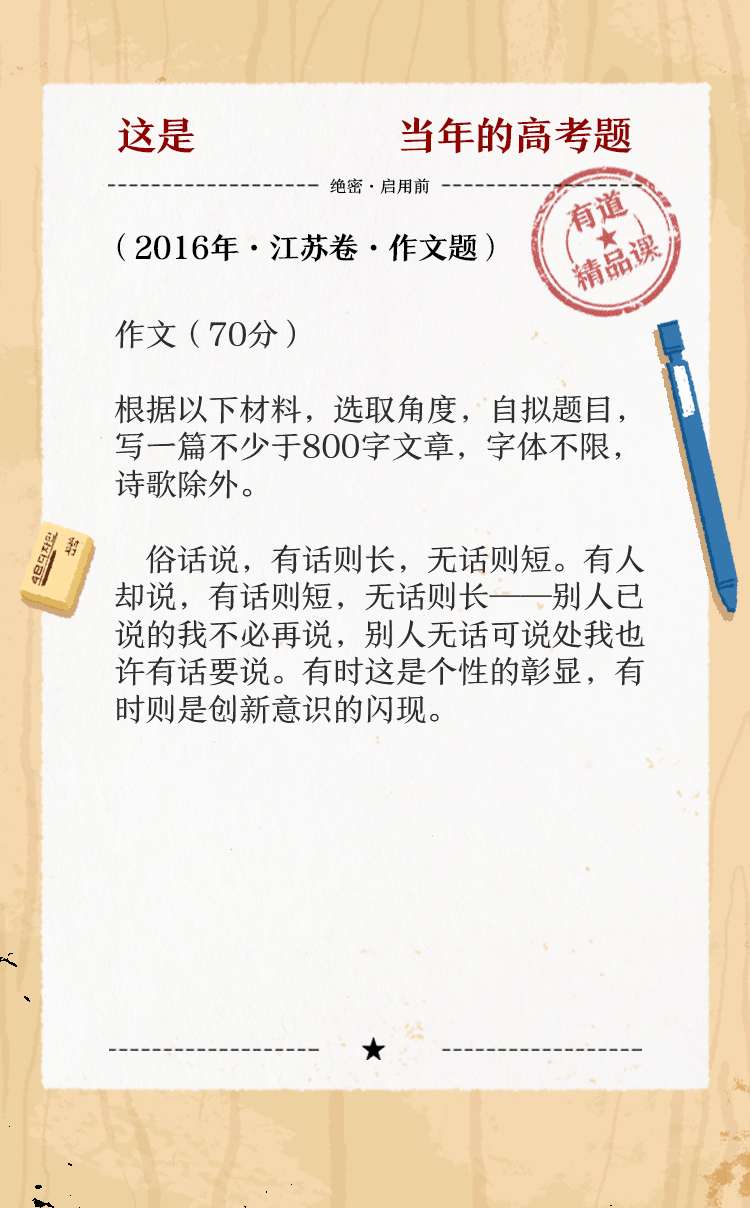 这是 当年的高考题
绝密·启用前
有道
精品课
（2016年·江苏卷·作文题）
作文（70分）
根据以下材料，选取角度，自拟题目，
写一篇不少于800字文章，字体不限，
诗歌除外。
俗话说，有话则长，无话则短。有人
却说，有话则短，无话则长——别人己
说的我不必再说，别人无话可说处我也
许有话要说。有时这是个性的彰显，有
时则是创新意识的闪现。